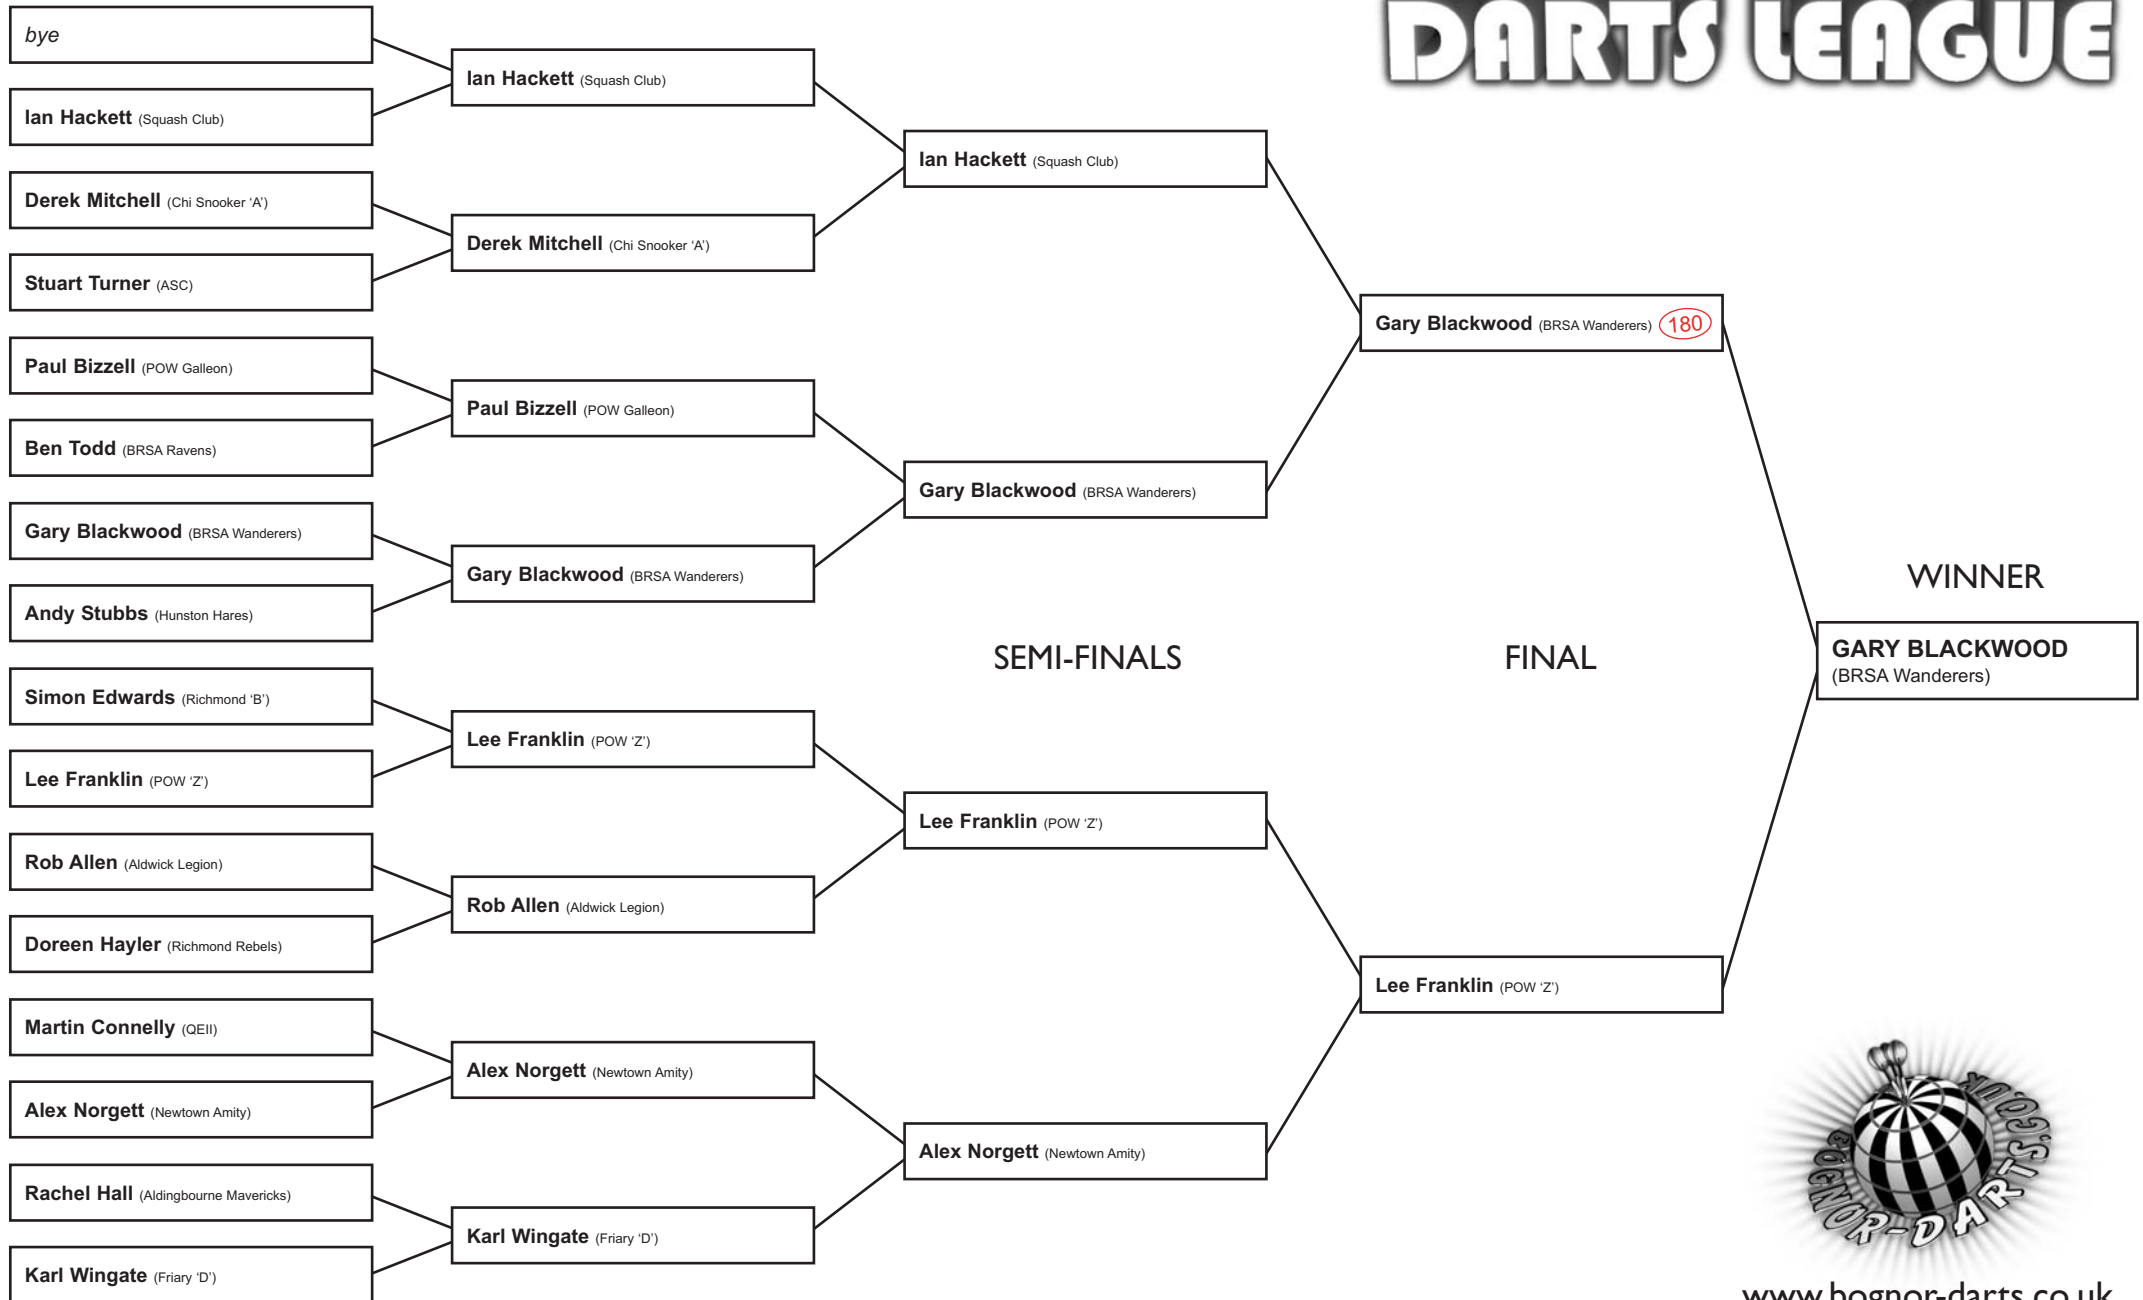 DARTS LEAGUE
bye
Ian Hackett (Squash Club)
Derek Mitchell (Chi Snooker ‘A’)
Stuart Turner (ASC)
Paul Bizzell (POW Galleon)
Ben Todd (BRSA Ravens)
Gary Blackwood (BRSA Wanderers)
Andy Stubbs (Hunston Hares)
Simon Edwards (Richmond ‘B’)
Lee Franklin (POW ‘Z’)
Rob Allen (Aldwick Legion)
Doreen Hayler (Richmond Rebels)
Martin Connelly (QEII)
Alex Norgett (Newtown Amity)
Rachel Hall (Aldingbourne Mavericks)
Karl Wingate (Friary ‘D’)
Ian Hackett (Squash Club)
Derek Mitchell (Chi Snooker ‘A’)
Paul Bizzell (POW Galleon)
Gary Blackwood (BRSA Wanderers)
Lee Franklin (POW ‘Z’)
Rob Allen (Aldwick Legion)
Alex Norgett (Newtown Amity)
Karl Wingate (Friary ‘D’)
Ian Hackett (Squash Club)
Gary Blackwood (BRSA Wanderers)
SEMI-FINALS
Lee Franklin (POW ‘Z’)
Alex Norgett (Newtown Amity)
Gary Blackwood (BRSA Wanderers) 180
FINAL
Lee Franklin (POW ‘Z’)
WINNER
GARY BLACKWOOD
(BRSA Wanderers)
BOGNOR-DARTS.CO.UK
www.bognor-darts.co.uk